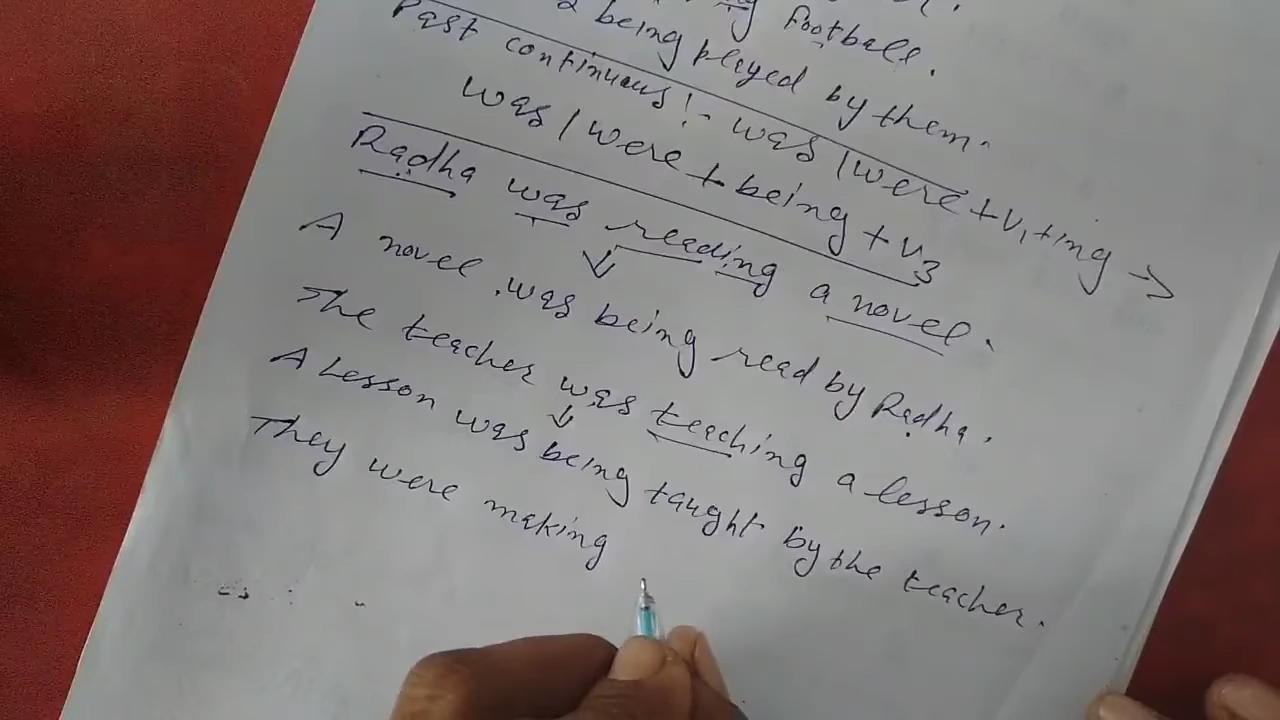 football.
being played by them.
Past continuous:- was/were+v1+ing →
was/were+being+v3
Radha was reading a novel.
A novel was being read by Radha.
The teacher was teaching a lesson.
A Lesson was being taught by the teacher.
They were making